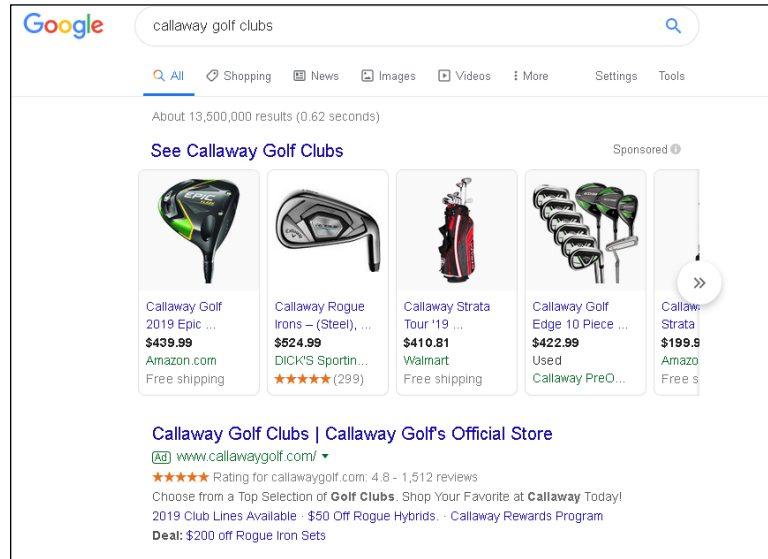 Google
callaway golf clubs
All Shopping News Images Videos More Settings Tools
About 13,500,000 results (0.62 seconds)
See Callaway Golf Clubs
Sponsored
EPIC
Callaway Golf
2019 Epic ...
$439.99
Amazon.com
Free shipping
Callaway Rogue
Irons – (Steel), ...
$524.99
DICK'S Sportin...
(299)
Callaway Strata
Tour '19 ...
$410.81
Walmart
Free shipping
Callaway Golf
Edge 10 Piece ...
$422.99
Used
Callaway PreO...
Strata
Callaway Golf Clubs | Callaway Golf's Official Store
Ad www.callawaygolf.com/
Rating for callawaygolf.com: 4.8 - 1,512 reviews
Choose from a Top Selection of Golf Clubs. Shop Your Favorite at Callaway Today!
2019 Club Lines Available · $50 Off Rogue Hybrids. · Callaway Rewards Program
Deal: $200 off Rogue Iron Sets